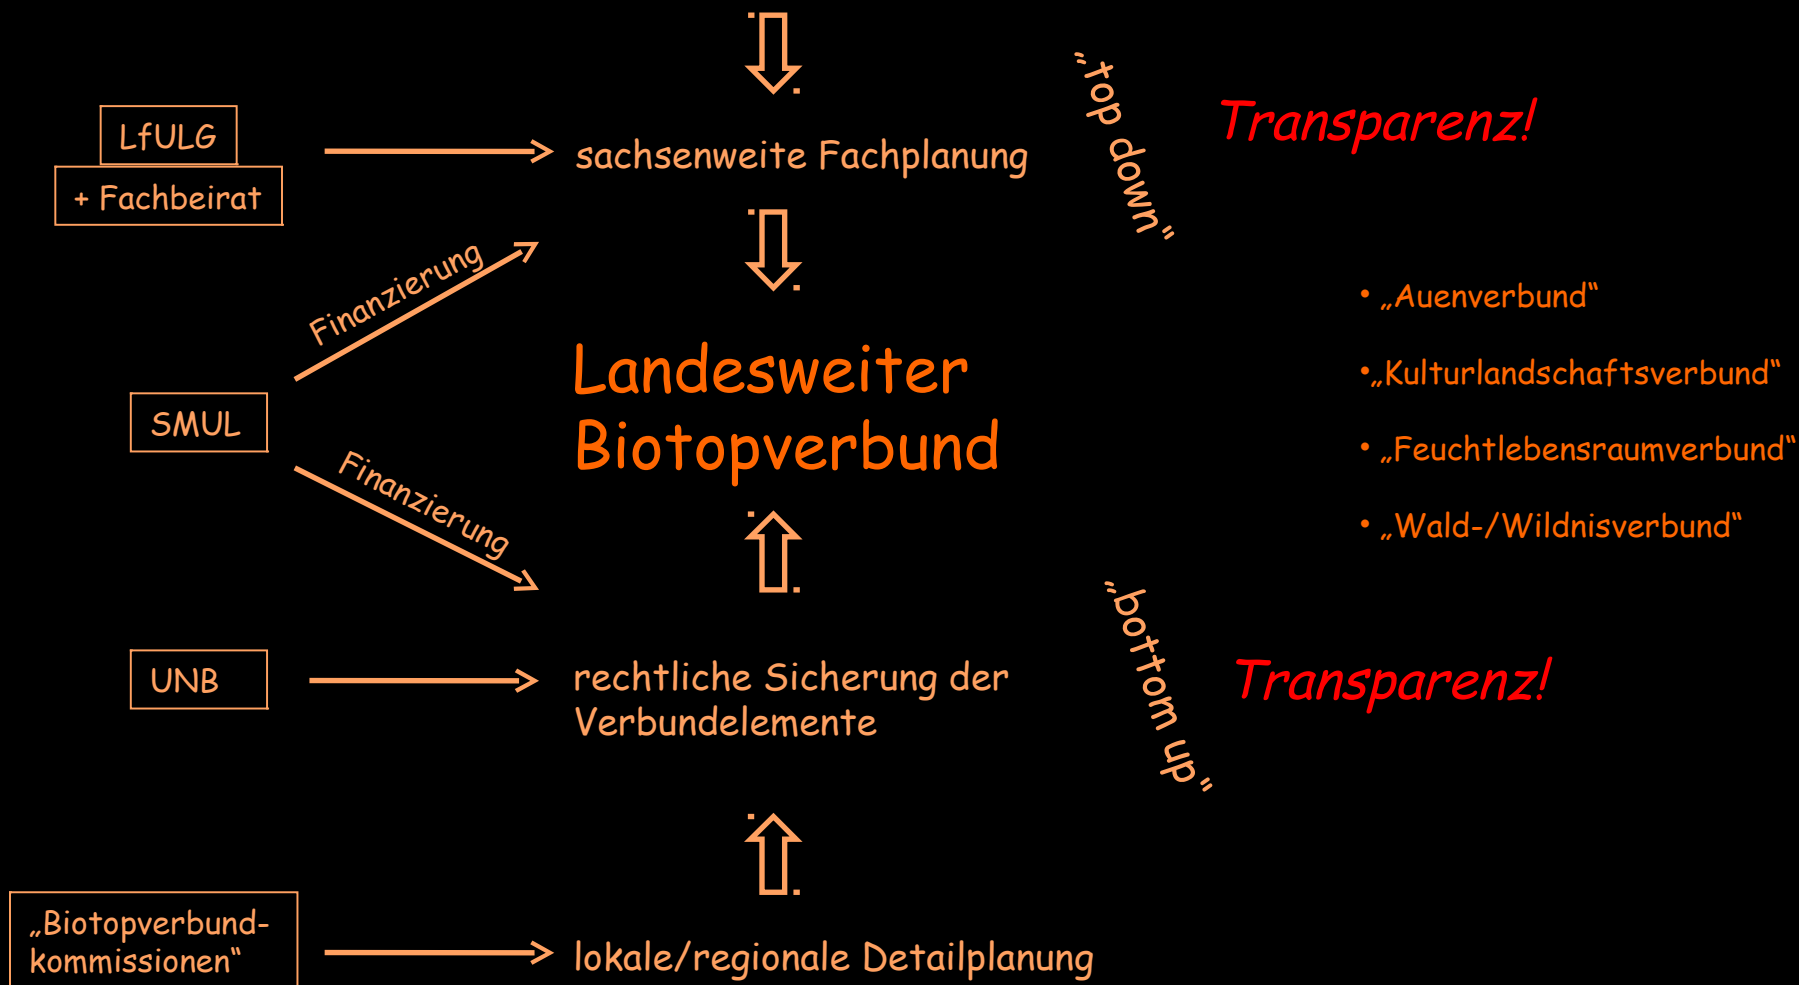 LfULG
+ Fachbeirat
sachsenweite Fachplanung
„top down"
Transparenz!
Finanzierung
SMUL
Landesweiter
Biotopverbund
• „Auenverbund“
•„Kulturlandschaftsverbund“
• „Feuchtlebensraumverbund“
• „Wald-/Wildnisverbund“
Finanzierung
UNB
rechtliche Sicherung der
Verbundelemente
„bottom up"
Transparenz!
„Biotopverbund-
kommissionen“
lokale/regionale Detailplanung